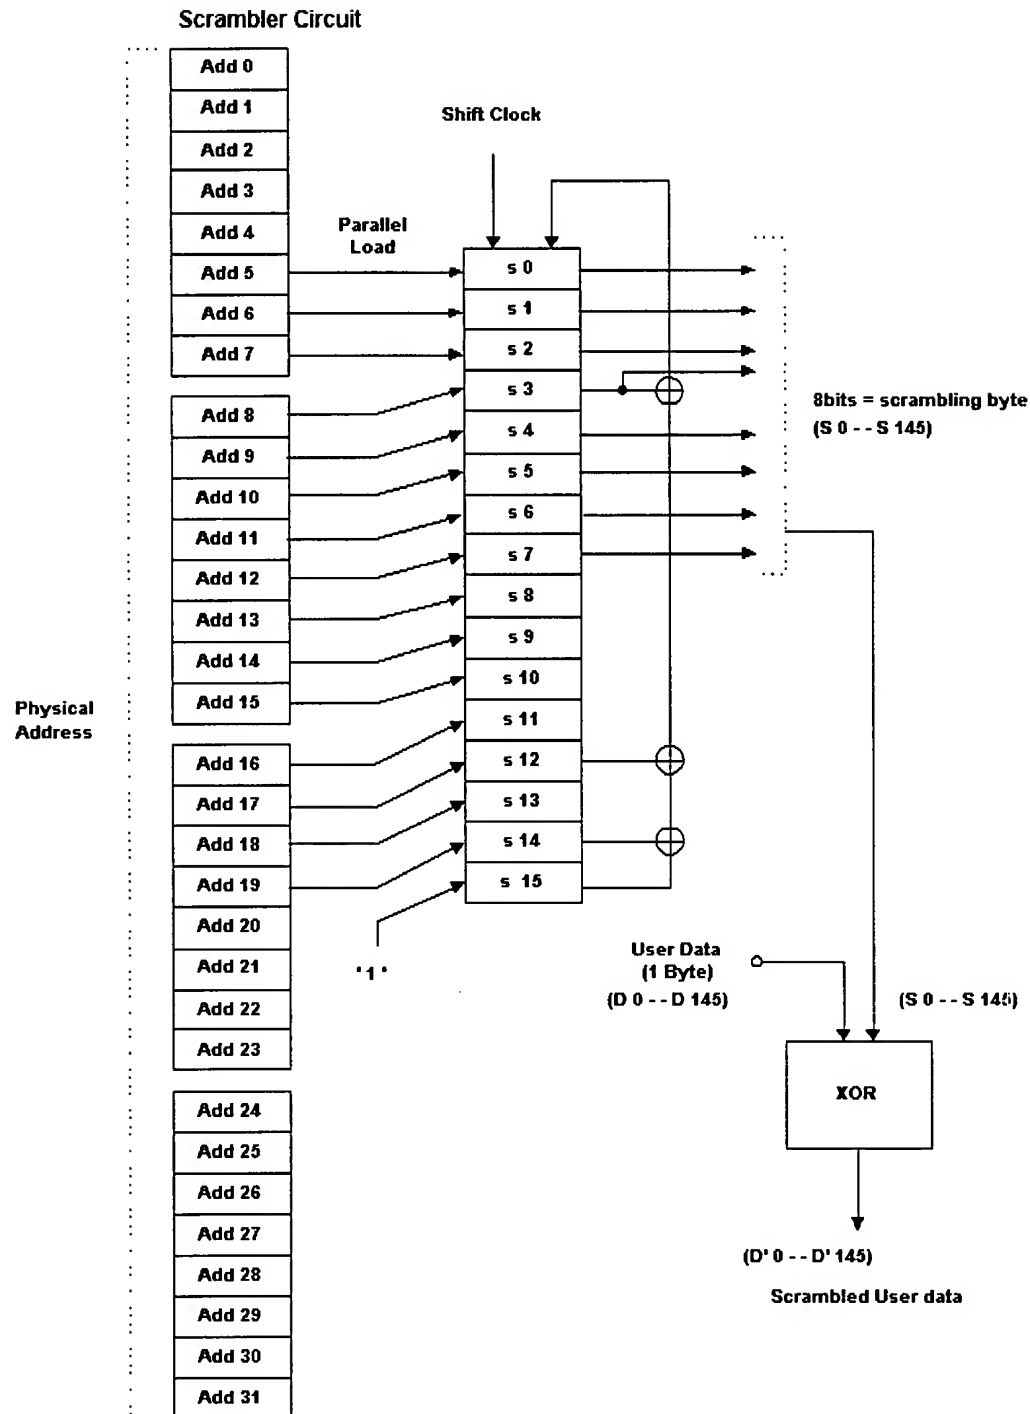 Scrambler Circuit
Add 0
Add 1
Add 2
Add 3
Add 4
Add 5
Add 6
Add 7
Add 8
Add 9
Add 10
Add 11
Add 12
Add 13
Add 14
Add 15
Physical
Address
Add 16
Add 17
Add 18
Add 19
Add 20
Add 21
Add 22
Add 23
Add 24
Add 25
Add 26
Add 27
Add 28
Add 29
Add 30
Add 31
Parallel
Load
'1'
Shift Clock
s 0
s 1
s 2
s 3
s 4
s 5
s 6
s 7
s 8
s 9
s 10
s 11
s 12
s 13
s 14
s 15
8bits = scrambling byte
(S 0 - - S 145)
User Data
(1 Byte)
(D 0 - - D 145)
(S 0 - - S 145)
XOR
(D' 0 - - D' 145)
Scrambled User data